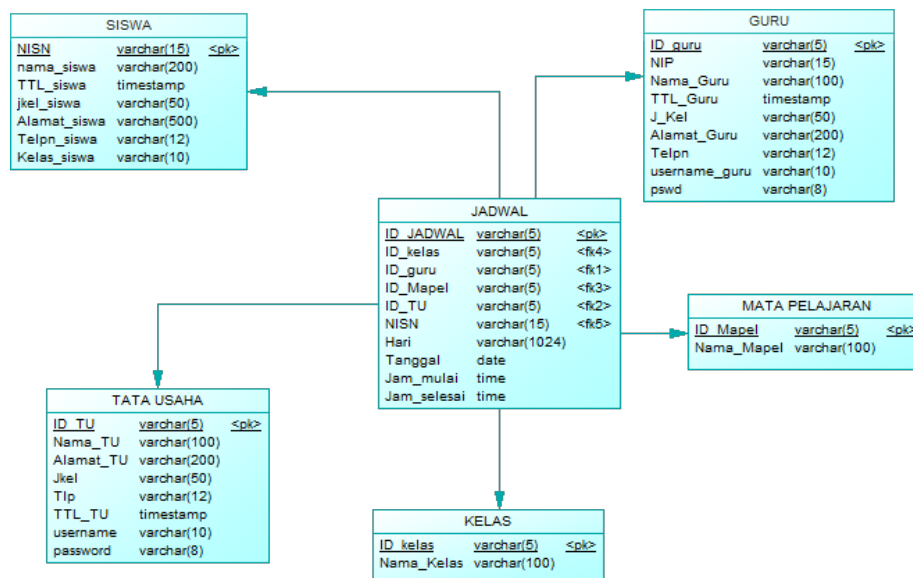 SISWA
NISN varchar(15) <pk>
nama_siswa varchar(200)
TTL_siswa timestamp
jkel_siswa varchar(50)
Alamat_siswa varchar(500)
Telpn_siswa varchar(12)
Kelas_siswa varchar(10)
GURU
ID_guru varchar(5) <pk>
NIP varchar(15)
Nama_Guru varchar(100)
TTL_Guru timestamp
J_Kel varchar(50)
Alamat_Guru varchar(200)
Telpn varchar(12)
username_guru varchar(10)
pswd varchar(8)
JADWAL
ID_JADWAL varchar(5) <pk>
ID_kelas varchar(5) <fk4>
ID_guru varchar(5) <fk1>
ID_Mapel varchar(5) <fk3>
ID_TU varchar(5) <fk2>
NISN varchar(15) <fk5>
Hari varchar(1024)
Tanggal date
Jam_mulai time
Jam_selesai time
MATA PELAJARAN
ID_Mapel varchar(5) <pk>
Nama_Mapel varchar(100)
TATA USAHA
ID_TU varchar(5) <pk>
Nama_TU varchar(100)
Alamat_TU varchar(200)
Jkel varchar(50)
Tlp varchar(12)
TTL_TU timestamp
username varchar(10)
password varchar(8)
KELAS
ID_kelas varchar(5) <pk>
Nama_Kelas varchar(100)